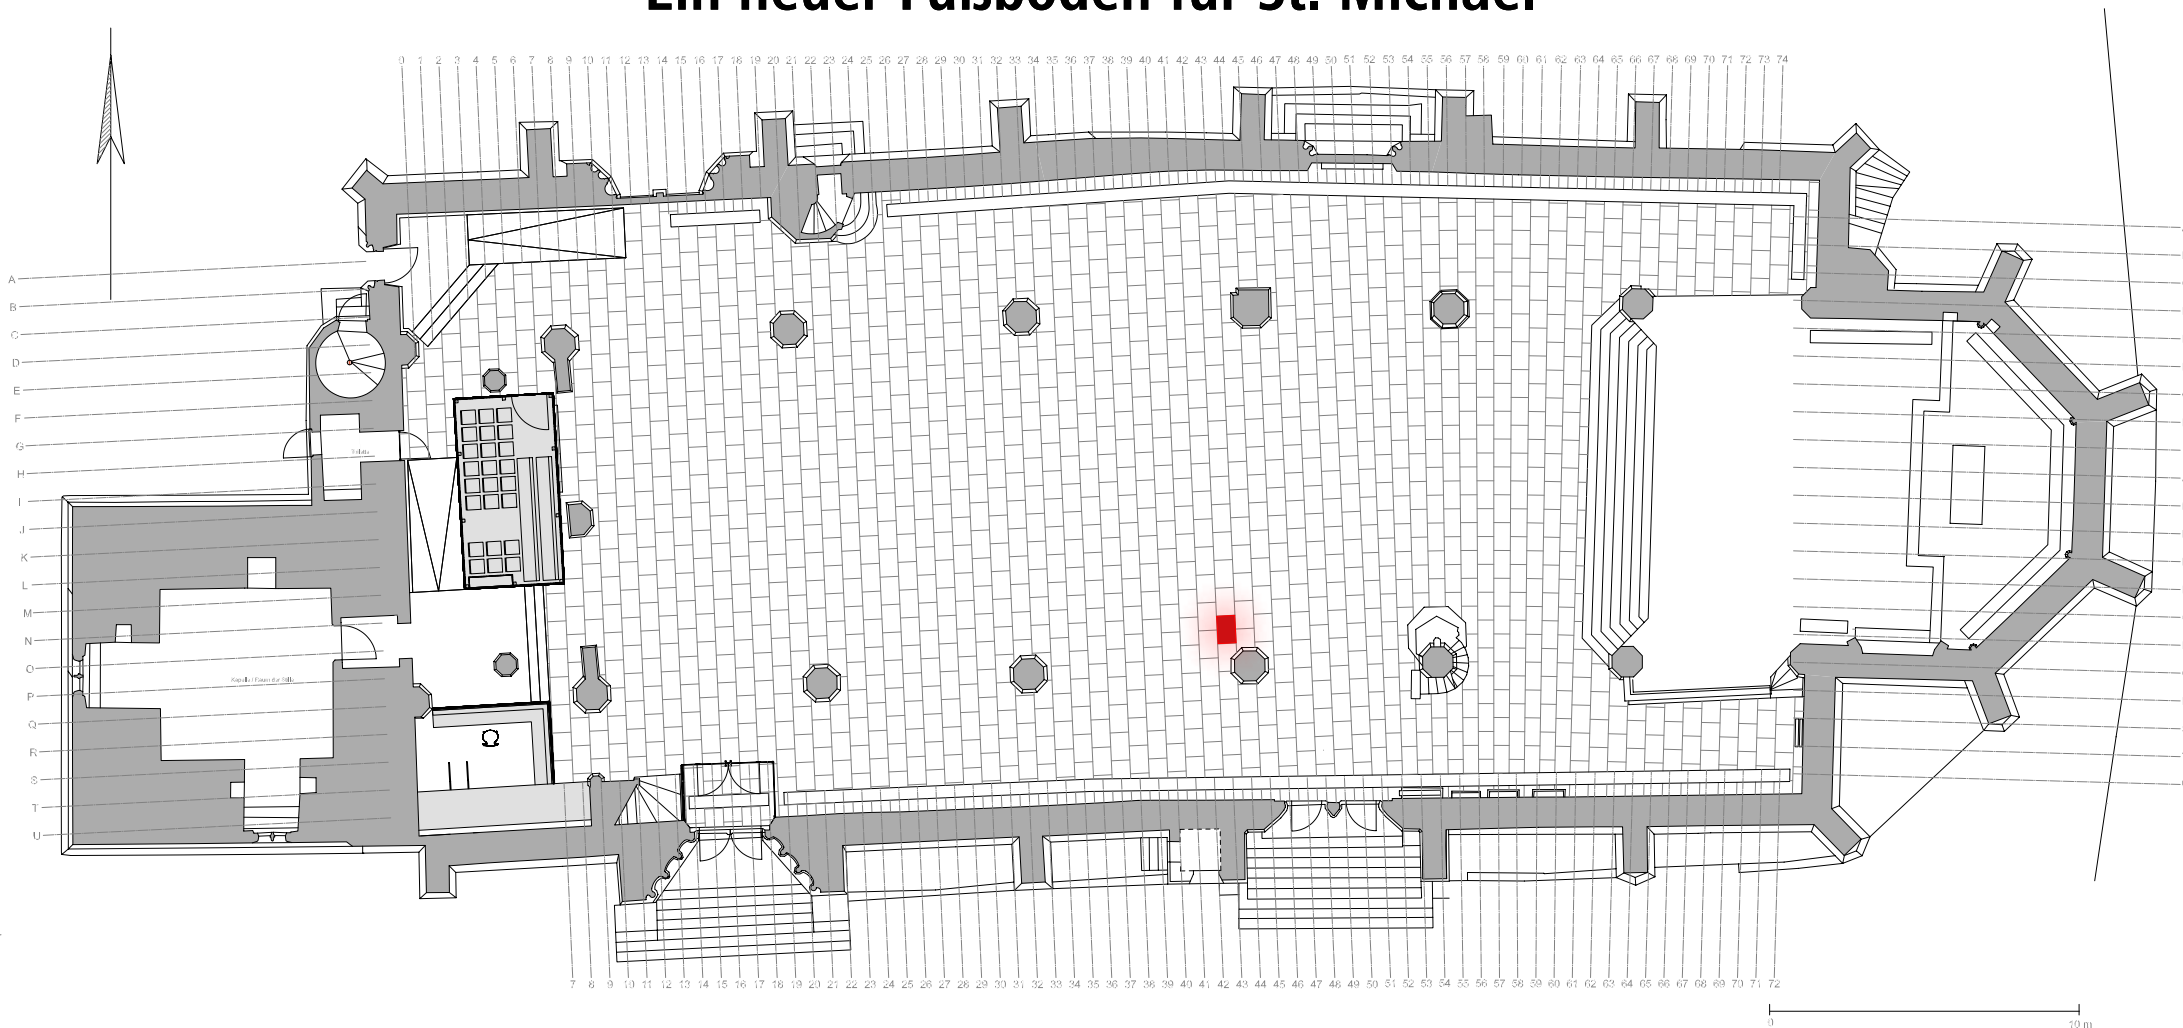 Ein neuer Fußboden für St. Michael
0 1 2 3 4 5 6 7 8 9 10 11 12 13 14 15 16 17 18 19 20 21 22 23 24 25 26 27 28 29 30 31 32 33 34 35 36 37 38 39 40 41 42 43 44 45 46 47 48 49 50 51 52 53 54 55 56 57 58 59 60 61 62 63 64 65 66 67 68 69 70 71 72 73 74
A
B
C
D
E
F
G
H
I
J
K
L
M
N
O
P
Q
R
S
T
U
7 8 9 10 11 12 13 14 15 16 17 18 19 20 21 22 23 24 25 26 27 28 29 30 31 32 33 34 35 36 37 38 39 40 41 42 43 44 45 46 47 48 49 50 51 52 53 54 55 56 57 58 59 60 61 62 63 64 65 66 67 68 69 70 71 72
0 10 m